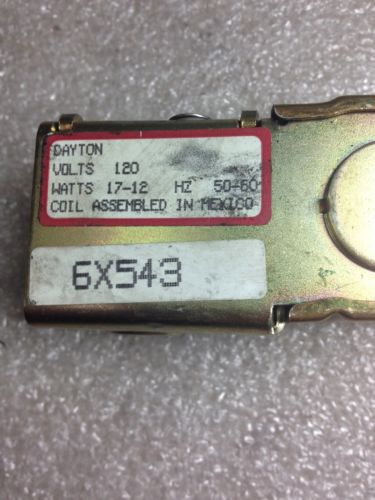 DAYTON
VOLTS 120
WATTS 17-12 HZ 50-60
COIL ASSEMBLED IN MEXICO
6X543